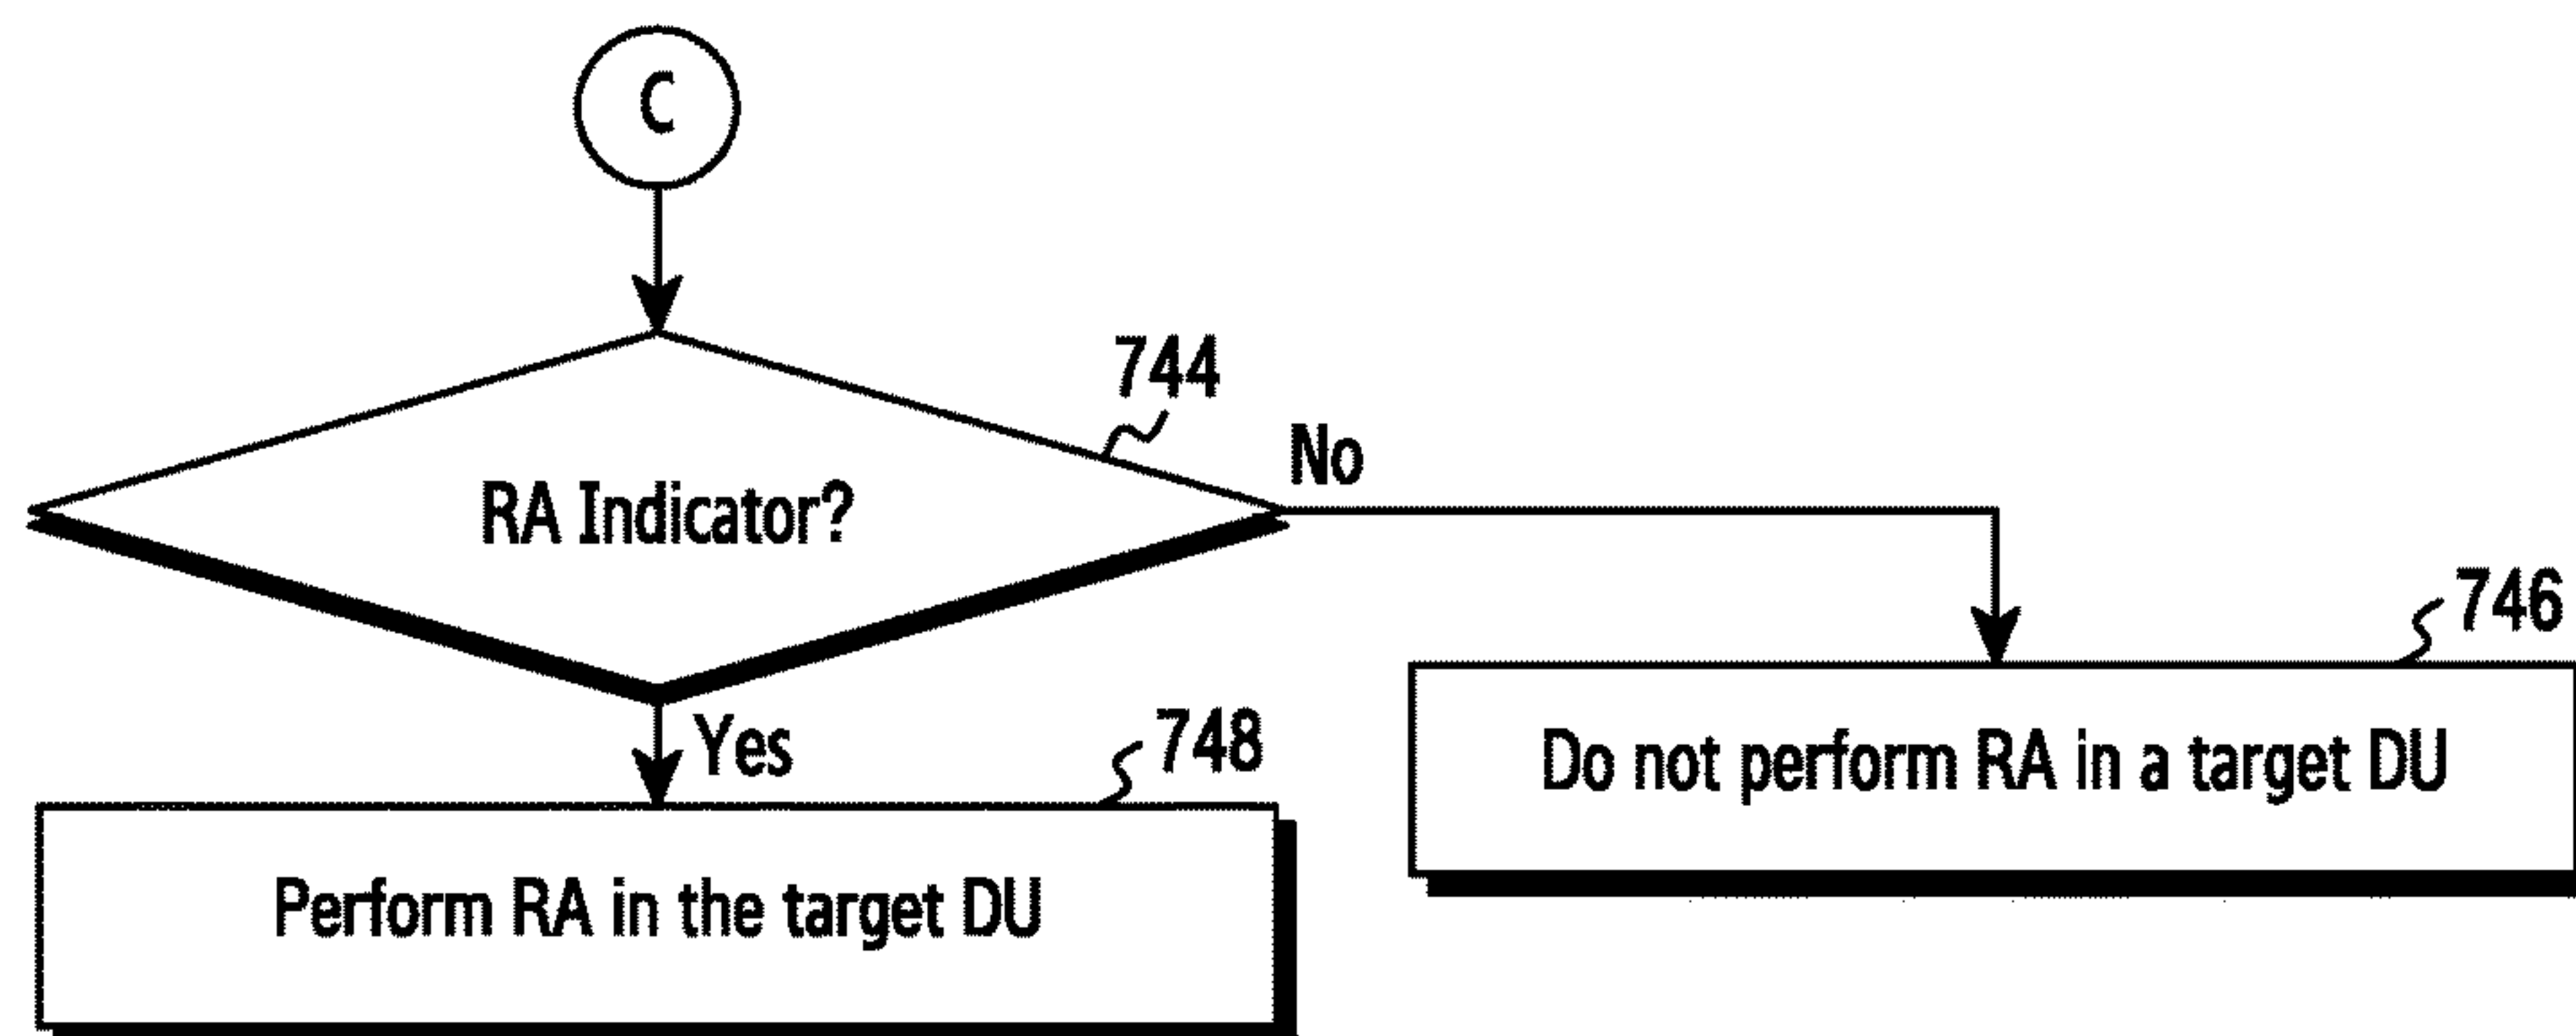 C
744
No
RA Indicator?
746
Yes
748
Do not perform RA in a target DU
Perform RA in the target DU